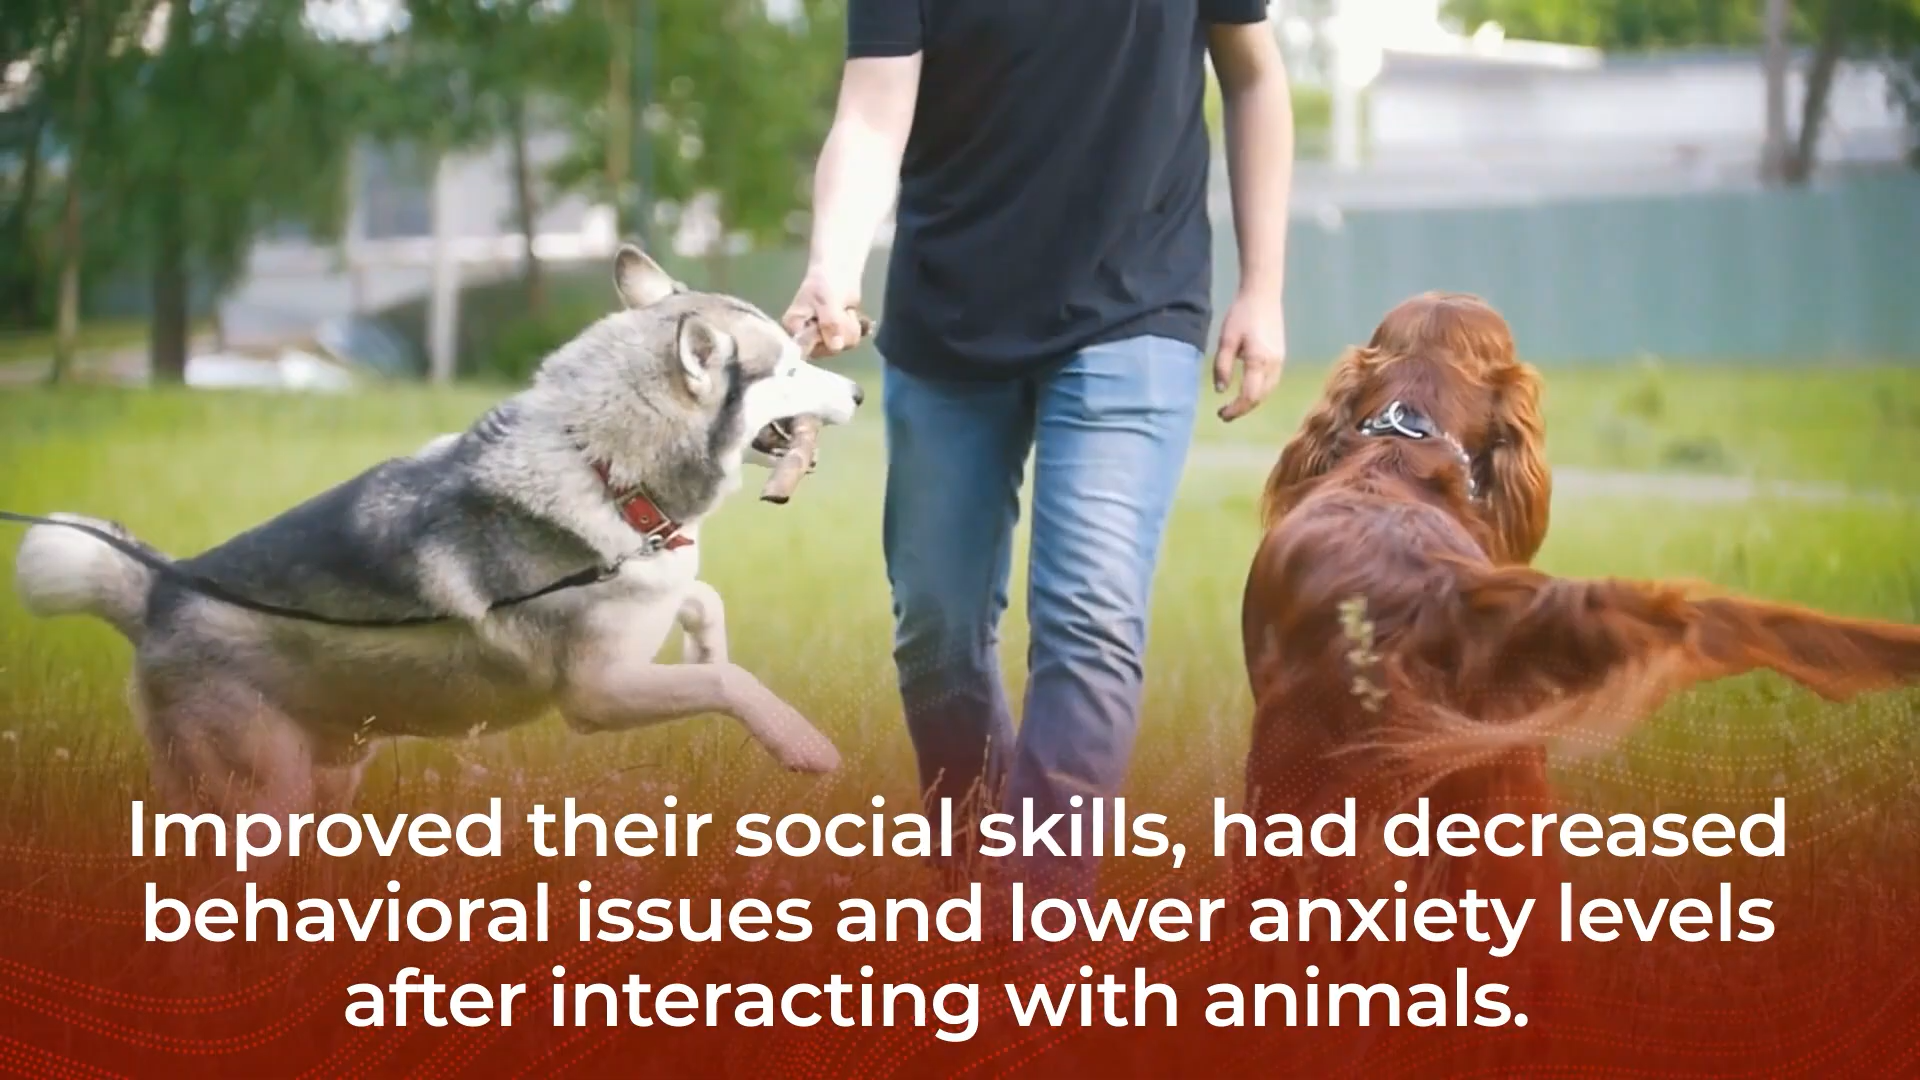 Improved their social skills, had decreased
behavioral issues and lower anxiety levels
after interacting with animals.